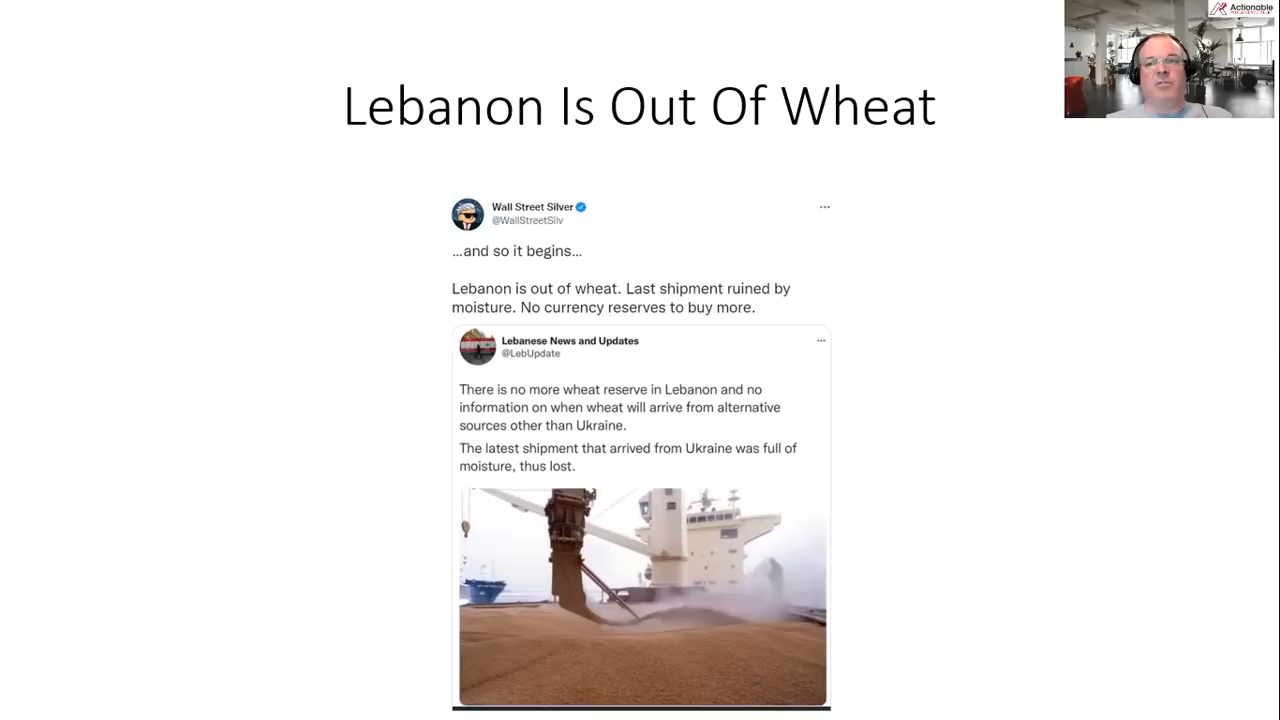 Actionable
Lebanon Is Out Of Wheat
Wall Street Silver
@WallStreetSilv
...and so it begins...
Lebanon is out of wheat. Last shipment ruined by
moisture. No currency reserves to buy more.
Lebanese News and Updates
@LebUpdate
There is no more wheat reserve in Lebanon and no
information on when wheat will arrive from alternative
sources other than Ukraine.
The latest shipment that arrived from Ukraine was full of
moisture, thus lost.